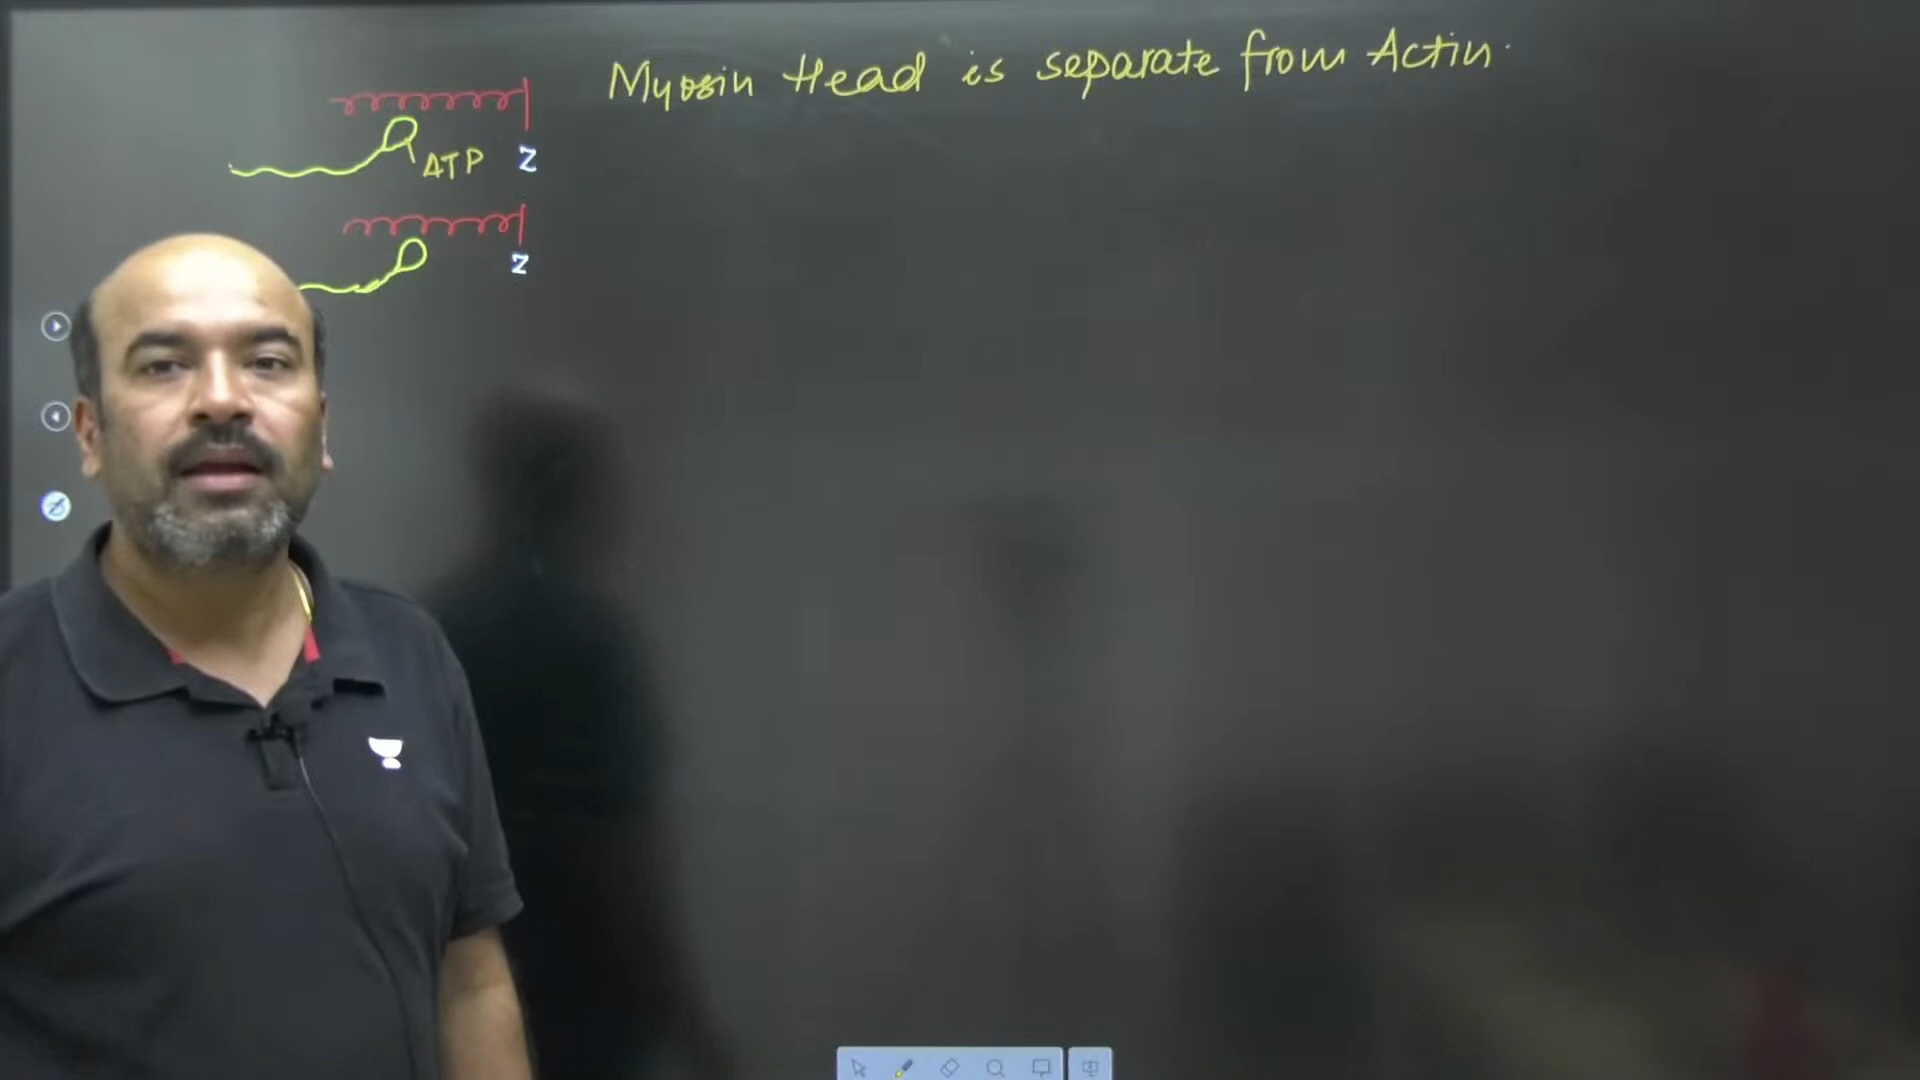 Myosin Head is separate from Actin.
ATP Z
Z